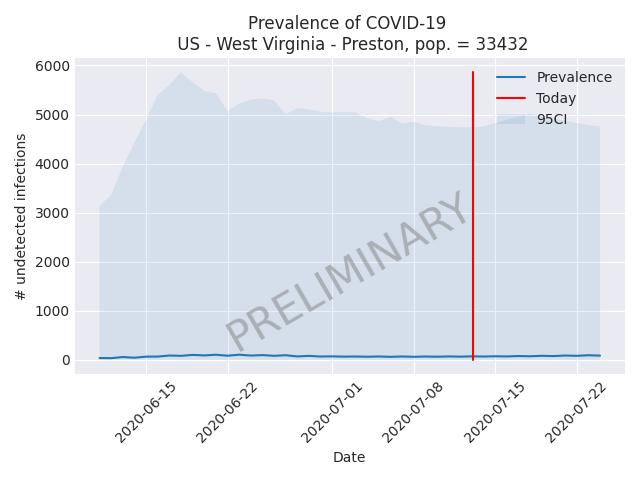 Prevalence of COVID-19
US - West Virginia - Preston, pop. = 33432
6000
5000
4000
3000
2000
1000
0
# undetected infections
Prevalence
Today
95CI
PRELIMINARY
2020-06-15
2020-06-22
2020-07-01
2020-07-08
2020-07-15
2020-07-22
Date